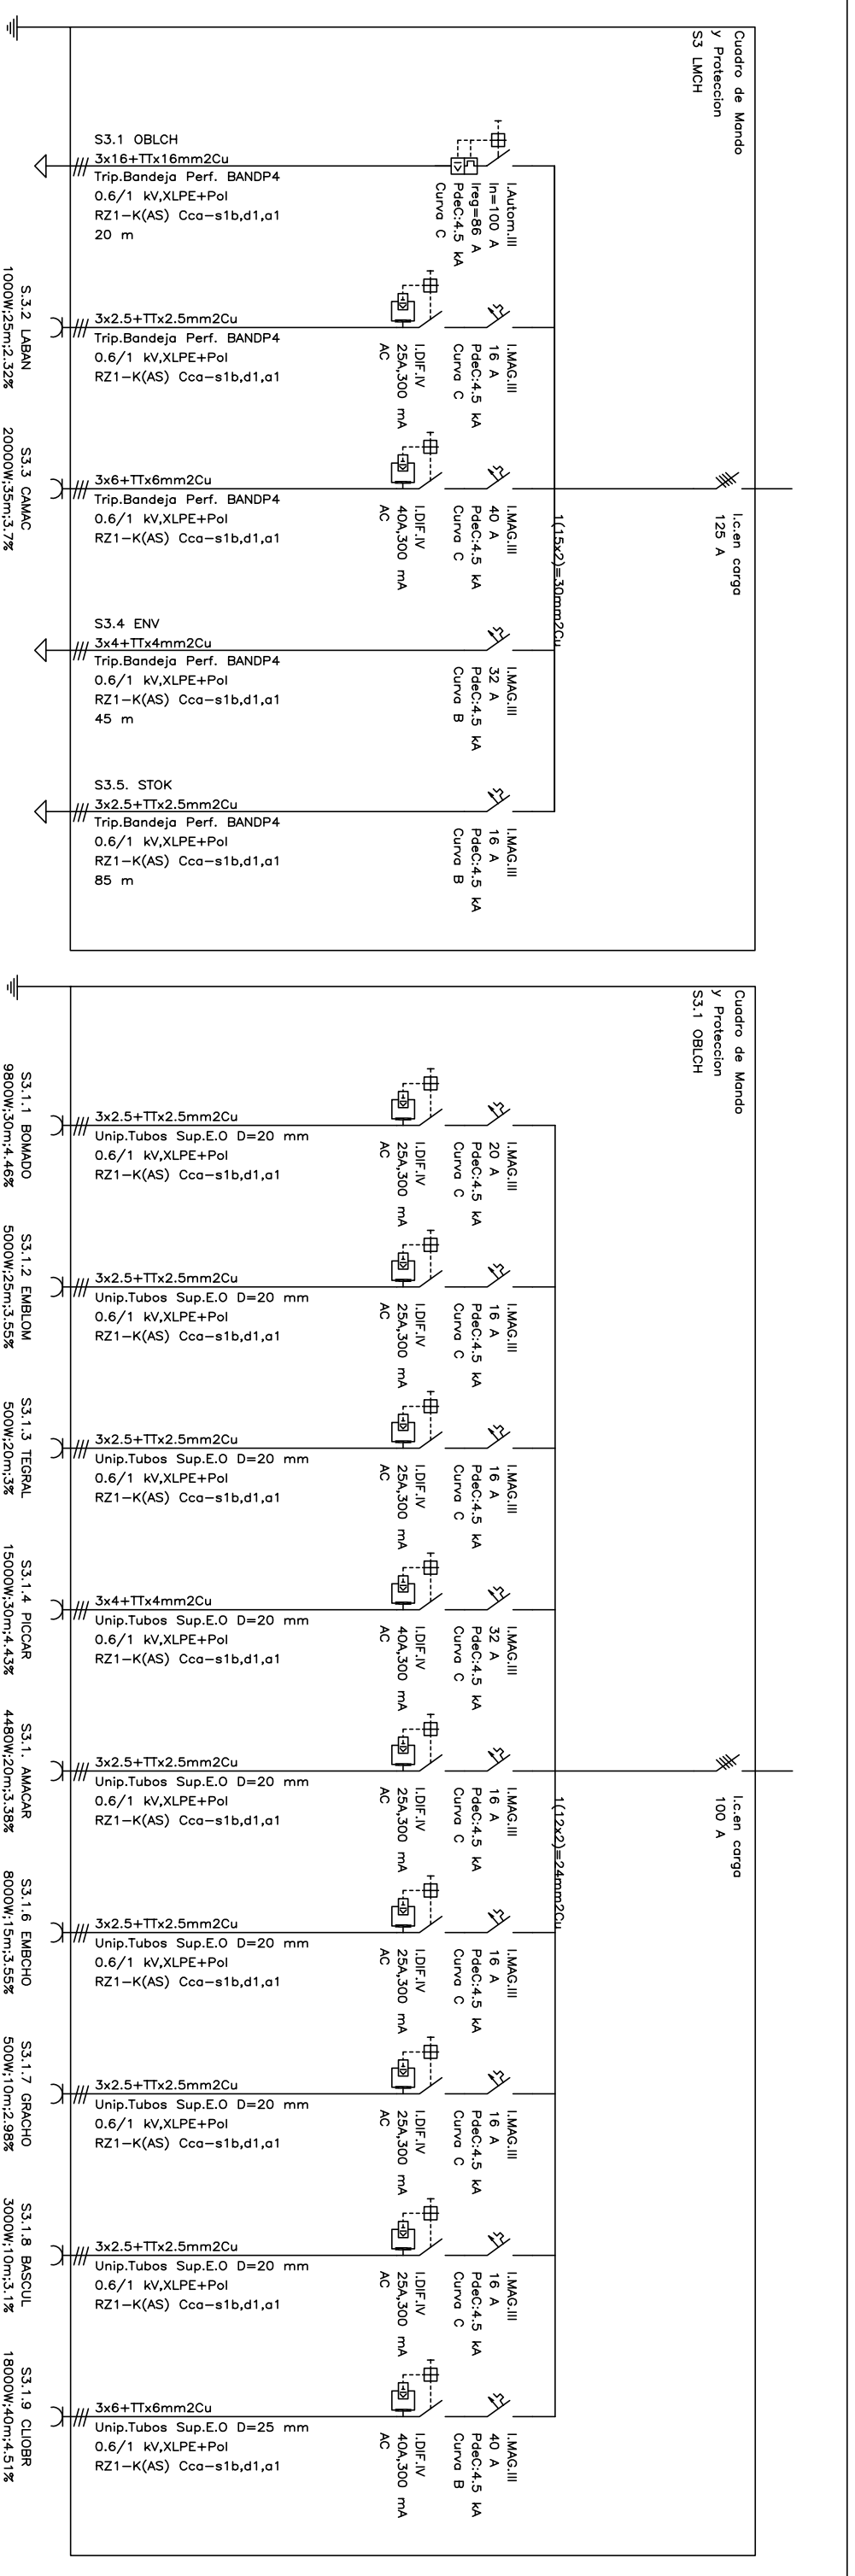 Cuadro de Mando
y Proteccion
S3 LMCH
I.c.en carga
125 A
1(15x2)=30mm2Cu
I.Autom.III
In=100 A
Ireg=86 A
PdeC:4.5 kA
Curva C
S3.1 OBLCH
3x16+TTx16mm2Cu
Trip.Bandeja Perf. BANDP4
0.6/1 kV,XLPE+Pol
RZ1-K(AS) Cca-s1b,d1,a1
20 m
I.MAG.III
16 A
PdeC:4.5 kA
Curva C
I.DIF.IV
25A,300 mA
AC
3x2.5+TTx2.5mm2Cu
Trip.Bandeja Perf. BANDP4
0.6/1 kV,XLPE+Pol
RZ1-K(AS) Cca-s1b,d1,a1
S.3.2 LABAN
1000W;25m;2.32%
I.MAG.III
40 A
PdeC:4.5 kA
Curva C
I.DIF.IV
40A,300 mA
AC
3x6+TTx6mm2Cu
Trip.Bandeja Perf. BANDP4
0.6/1 kV,XLPE+Pol
RZ1-K(AS) Cca-s1b,d1,a1
S3.3 CAMAC
20000W;35m;3.7%
I.MAG.III
32 A
PdeC:4.5 kA
Curva B
S3.4 ENV
3x4+TTx4mm2Cu
Trip.Bandeja Perf. BANDP4
0.6/1 kV,XLPE+Pol
RZ1-K(AS) Cca-s1b,d1,a1
45 m
I.MAG.III
16 A
PdeC:4.5 kA
Curva B
S3.5. STOK
3x2.5+TTx2.5mm2Cu
Trip.Bandeja Perf. BANDP4
0.6/1 kV,XLPE+Pol
RZ1-K(AS) Cca-s1b,d1,a1
85 m
Cuadro de Mando
y Proteccion
S3.1 OBLCH
I.c.en carga
100 A
1(12x2)=24mm2Cu
I.MAG.III
20 A
PdeC:4.5 kA
Curva C
I.DIF.IV
25A,300 mA
AC
3x2.5+TTx2.5mm2Cu
Unip.Tubos Sup.E.O D=20 mm
0.6/1 kV,XLPE+Pol
RZ1-K(AS) Cca-s1b,d1,a1
S3.1.1 BOMADO
9800W;30m;4.46%
I.MAG.III
16 A
PdeC:4.5 kA
Curva C
I.DIF.IV
25A,300 mA
AC
3x2.5+TTx2.5mm2Cu
Unip.Tubos Sup.E.O D=20 mm
0.6/1 kV,XLPE+Pol
RZ1-K(AS) Cca-s1b,d1,a1
S3.1.2 EMBLOM
5000W;25m;3.55%
I.MAG.III
16 A
PdeC:4.5 kA
Curva C
I.DIF.IV
25A,300 mA
AC
3x2.5+TTx2.5mm2Cu
Unip.Tubos Sup.E.O D=20 mm
0.6/1 kV,XLPE+Pol
RZ1-K(AS) Cca-s1b,d1,a1
S3.1.3 TEGRAL
500W;20m;3%
I.MAG.III
32 A
PdeC:4.5 kA
Curva C
I.DIF.IV
40A,300 mA
AC
3x4+TTx4mm2Cu
Unip.Tubos Sup.E.O D=20 mm
0.6/1 kV,XLPE+Pol
RZ1-K(AS) Cca-s1b,d1,a1
S3.1.4 PICCAR
15000W;30m;4.43%
I.MAG.III
16 A
PdeC:4.5 kA
Curva C
I.DIF.IV
25A,300 mA
AC
3x2.5+TTx2.5mm2Cu
Unip.Tubos Sup.E.O D=20 mm
0.6/1 kV,XLPE+Pol
RZ1-K(AS) Cca-s1b,d1,a1
S3.1. AMACAR
4480W;20m;3.38%
I.MAG.III
16 A
PdeC:4.5 kA
Curva C
I.DIF.IV
25A,300 mA
AC
3x2.5+TTx2.5mm2Cu
Unip.Tubos Sup.E.O D=20 mm
0.6/1 kV,XLPE+Pol
RZ1-K(AS) Cca-s1b,d1,a1
S3.1.6 EMBCHO
8000W;15m;3.55%
I.MAG.III
16 A
PdeC:4.5 kA
Curva C
I.DIF.IV
25A,300 mA
AC
3x2.5+TTx2.5mm2Cu
Unip.Tubos Sup.E.O D=20 mm
0.6/1 kV,XLPE+Pol
RZ1-K(AS) Cca-s1b,d1,a1
S3.1.7 GRACHO
500W;10m;2.98%
I.MAG.III
16 A
PdeC:4.5 kA
Curva C
I.DIF.IV
25A,300 mA
AC
3x2.5+TTx2.5mm2Cu
Unip.Tubos Sup.E.O D=20 mm
0.6/1 kV,XLPE+Pol
RZ1-K(AS) Cca-s1b,d1,a1
S3.1.8 BASCUL
3000W;10m;3.1%
I.MAG.III
40 A
PdeC:4.5 kA
Curva B
I.DIF.IV
40A,300 mA
AC
3x6+TTx6mm2Cu
Unip.Tubos Sup.E.O D=25 mm
0.6/1 kV,XLPE+Pol
RZ1-K(AS) Cca-s1b,d1,a1
S3.1.9 CLIOBR
18000W;40m;4.51%